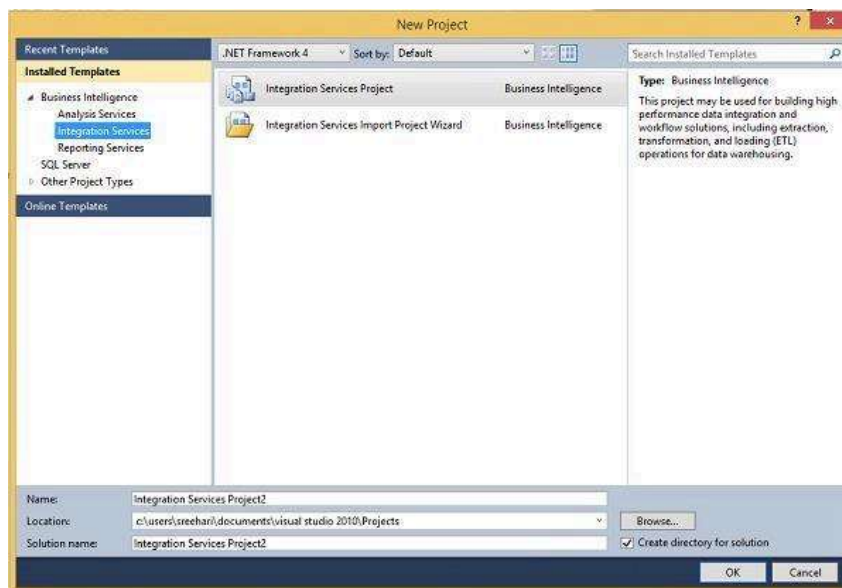 New Project
?
Recent Templates
.NET Framework 4
Sort by: Default
Search Installed Templates
Installed Templates
Business Intelligence
Analysis Services
Integration Services
Reporting Services
SQL Server
Other Project Types
Online Templates
Integration Services Project Business Intelligence
Integration Services Import Project Wizard Business Intelligence
Type: Business Intelligence
This project may be used for building high
performance data integration and
workflow solutions, including extraction,
transformation, and loading (ETL)
operations for data warehousing.
Name: Integration Services Project2
Location: c:\users\sreehari\documents\visual studio 2010\Projects
Browse...
Solution name: Integration Services Project2
Create directory for solution
OK Cancel